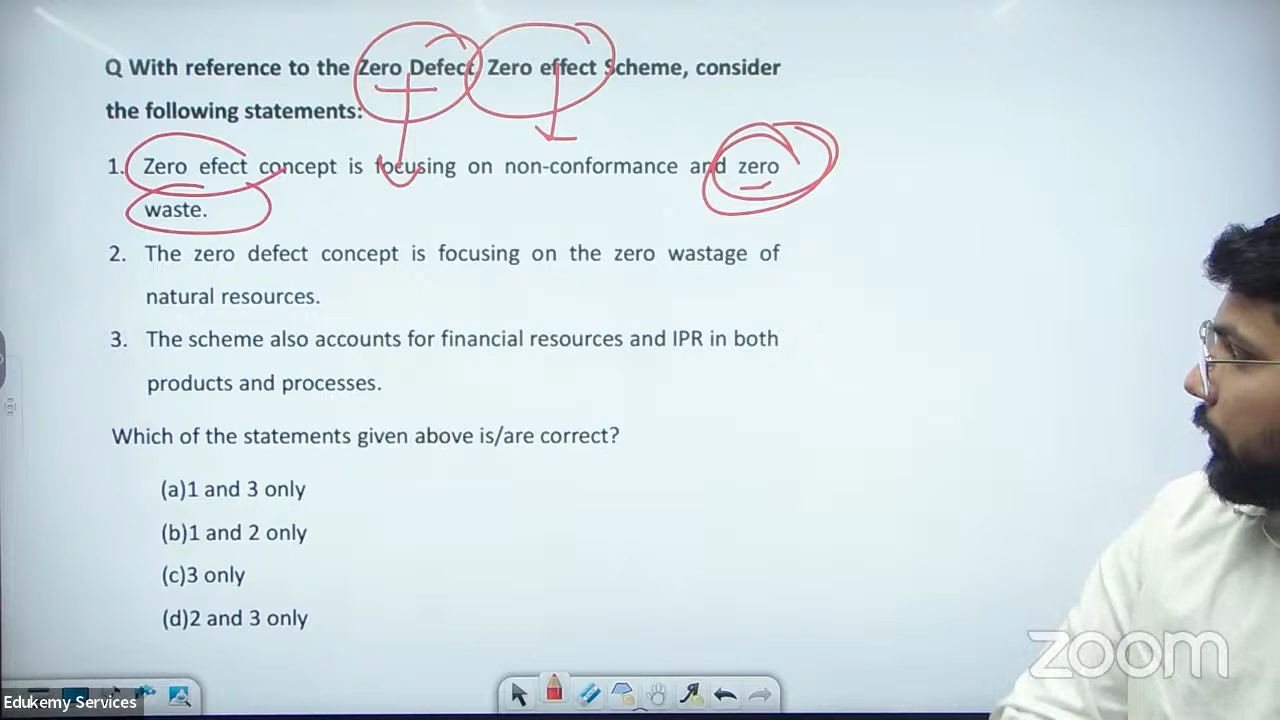 Q With reference to the Zero Defect Zero effect Scheme, consider
the following statements:
1. Zero efect concept is focusing on non-conformance and zero
waste.
2. The zero defect concept is focusing on the zero wastage of
natural resources.
3. The scheme also accounts for financial resources and IPR in both
products and processes.
Which of the statements given above is/are correct?
(a)1 and 3 only
(b)1 and 2 only
(c)3 only
(d)2 and 3 only
zoom
Edukemy Services